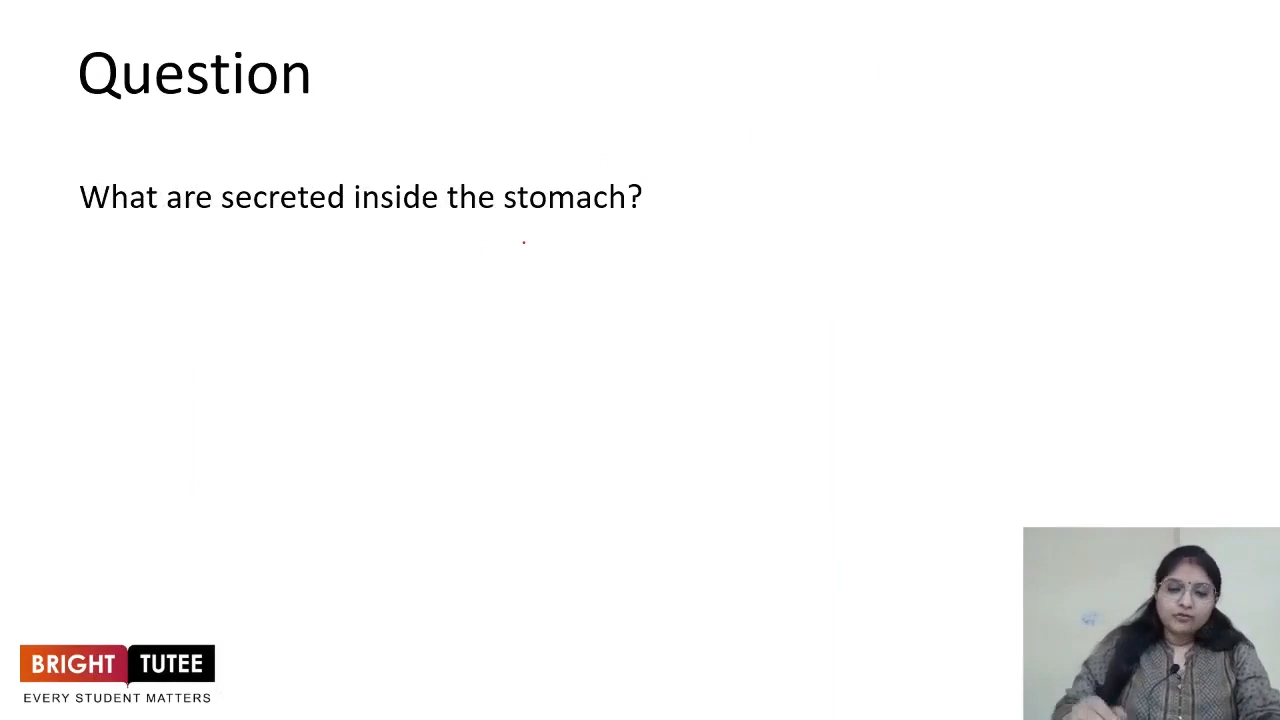 Question
What are secreted inside the stomach?
BRIGHT TUTEE
EVERY STUDENT MATTERS